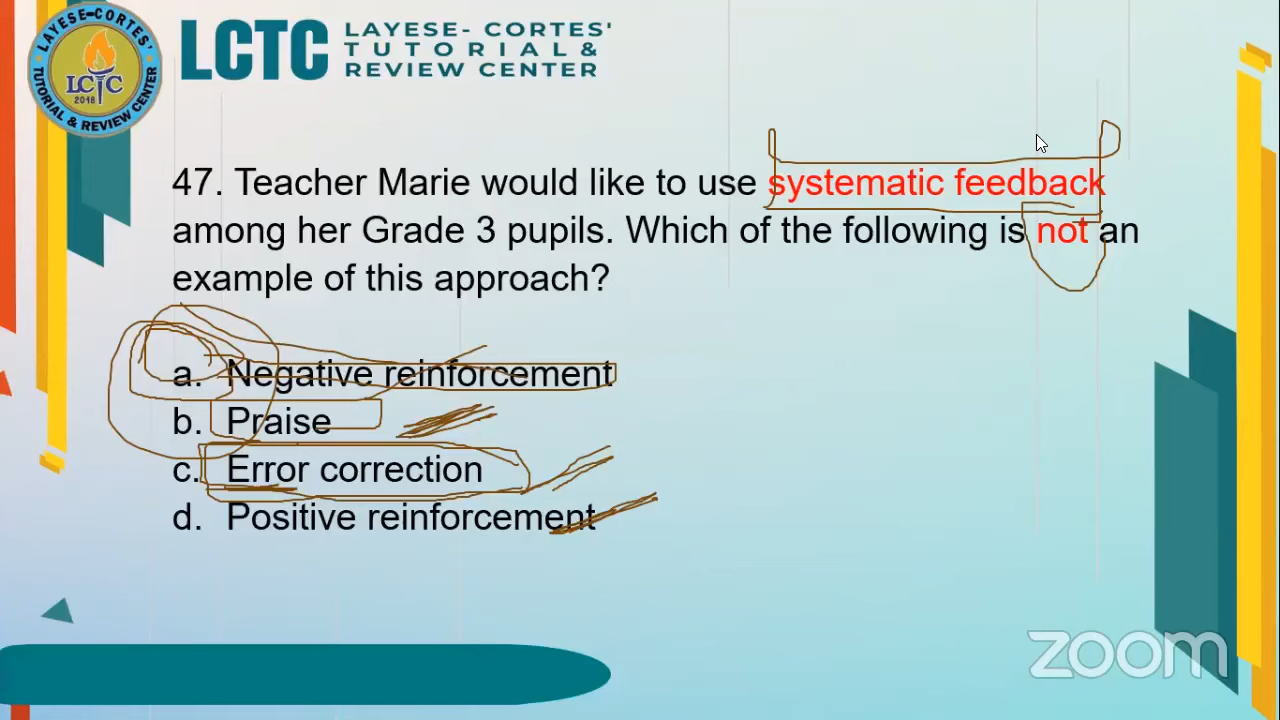 LAYESE-CORTES'
LCTC
2018
TUTORIAL & REVIEW CENTER
LCTC
LAYESE- CORTES'
TUTORIAL &
REVIEW CENTER
47. Teacher Marie would like to use systematic feedback
among her Grade 3 pupils. Which of the following is not an
example of this approach?
a. Negative reinforcement
b. Praise
c. Error correction
d. Positive reinforcement
zoom